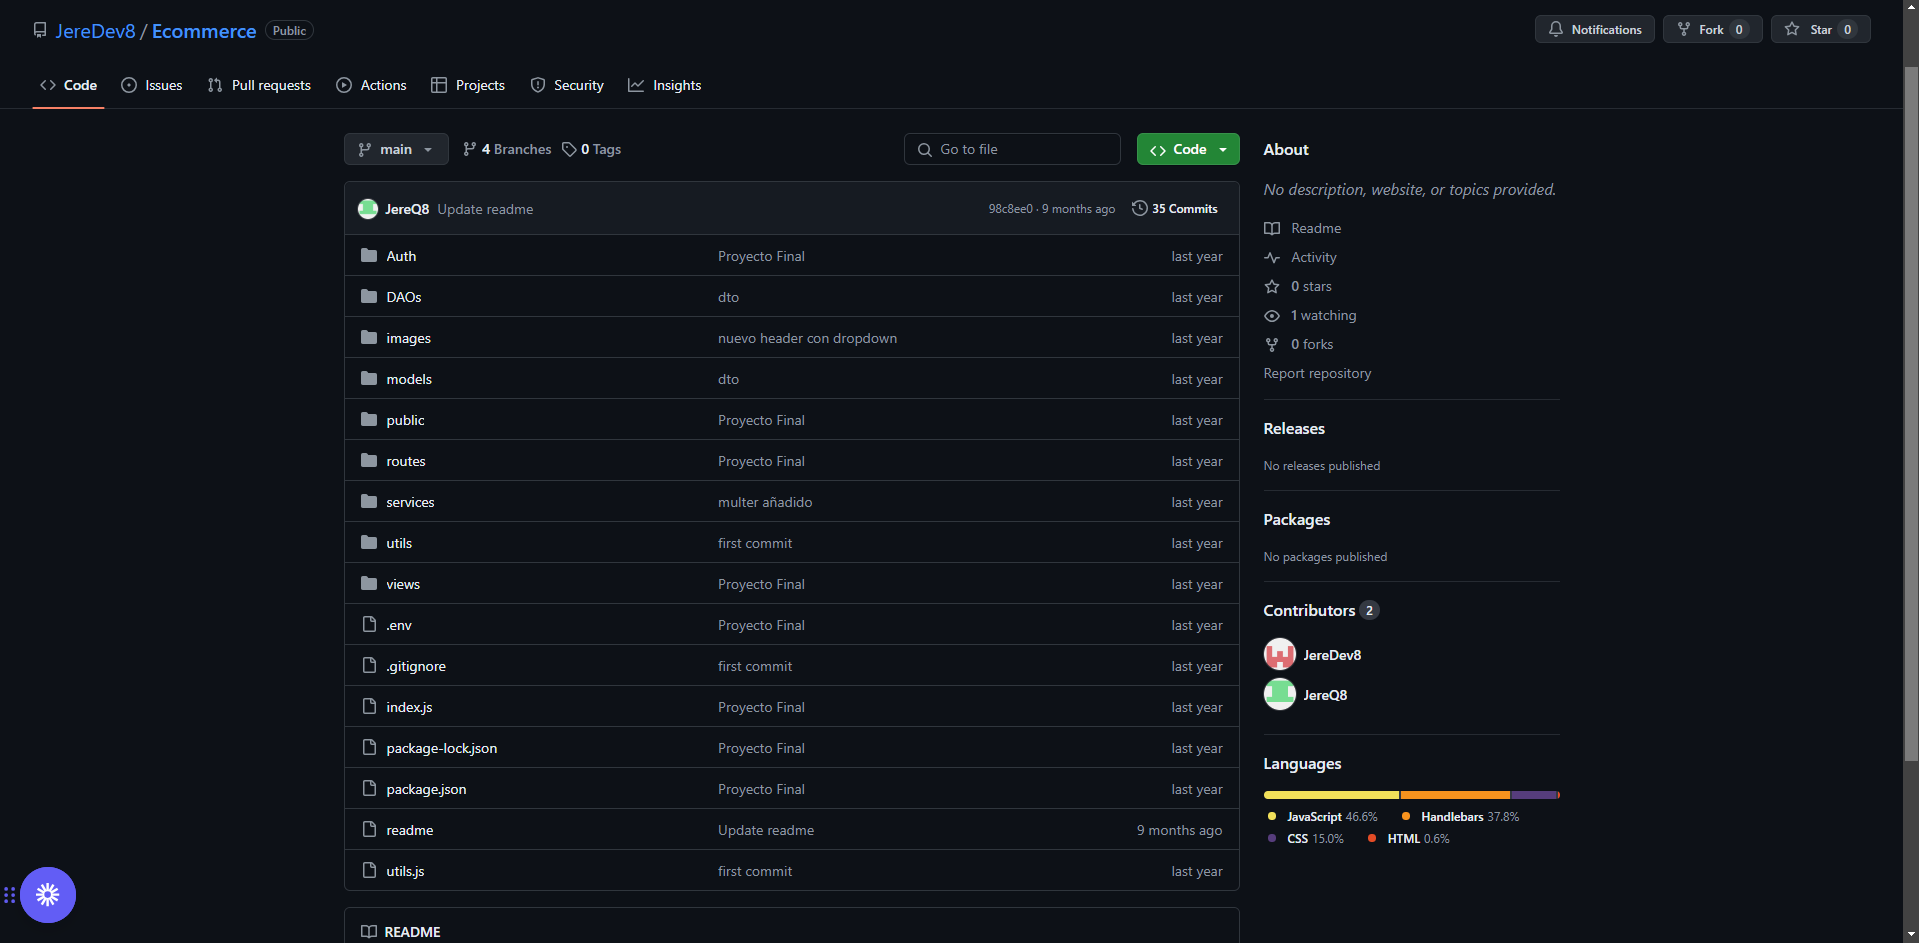 JereDev8 / Ecommerce Public
Notifications Fork 0 Star 0
Code Issues Pull requests Actions Projects Security Insights
main 4 Branches 0 Tags Go to file Code
JereQ8 Update readme 98c8ee0 · 9 months ago 35 Commits
Auth Proyecto Final last year
DAOs dto last year
images nuevo header con dropdown last year
models dto last year
public Proyecto Final last year
routes Proyecto Final last year
services multer añadido last year
utils first commit last year
views Proyecto Final last year
.env Proyecto Final last year
.gitignore first commit last year
index.js Proyecto Final last year
package-lock.json Proyecto Final last year
package.json Proyecto Final last year
readme Update readme 9 months ago
utils.js first commit last year
README
About
No description, website, or topics provided.
Readme
Activity
0 stars
1 watching
0 forks
Report repository
Releases
No releases published
Packages
No packages published
Contributors 2
JereDev8
JereQ8
Languages
JavaScript 46.6% Handlebars 37.8%
CSS 15.0% HTML 0.6%